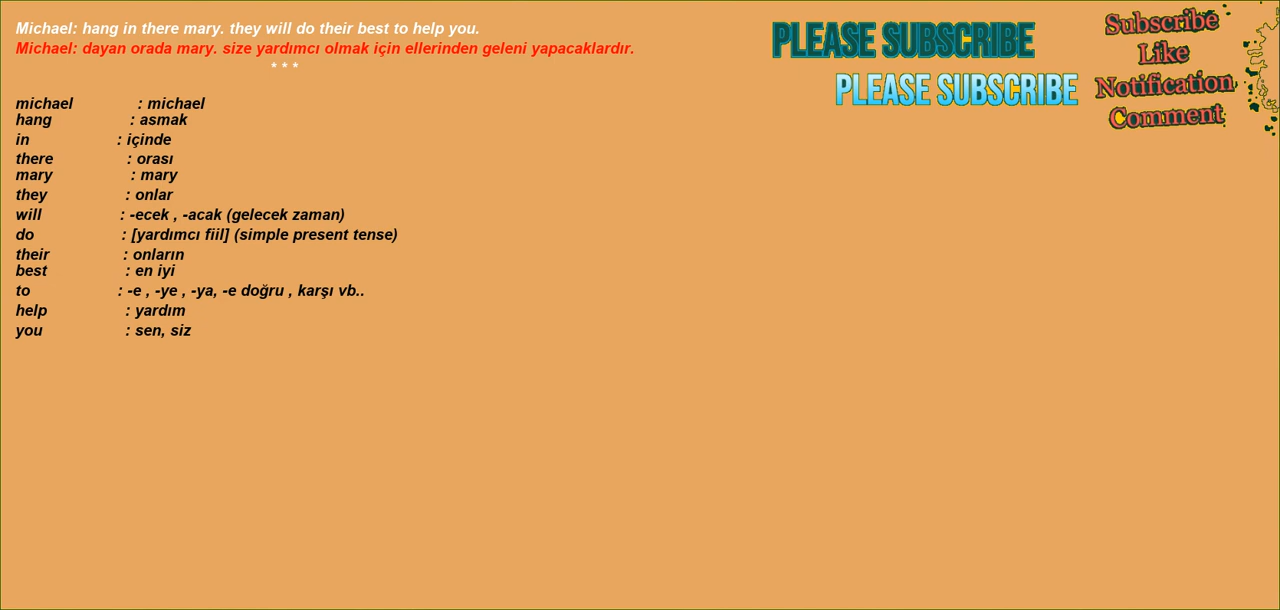 Michael: hang in there mary. they will do their best to help you.
Michael: dayan orada mary. size yardımcı olmak için ellerinden geleni yapacaklardır.
* * *
michael : michael
hang : asmak
in : içinde
there : orası
mary : mary
they : onlar
will : -ecek , -acak (gelecek zaman)
do : [yardımcı fiil] (simple present tense)
their : onların
best : en iyi
to : -e , -ye , -ya, -e doğru , karşı vb..
help : yardım
you : sen, siz
PLEASE SUBSCRIBE
PLEASE SUBSCRIBE
Subscribe
Like
Notification
Comment